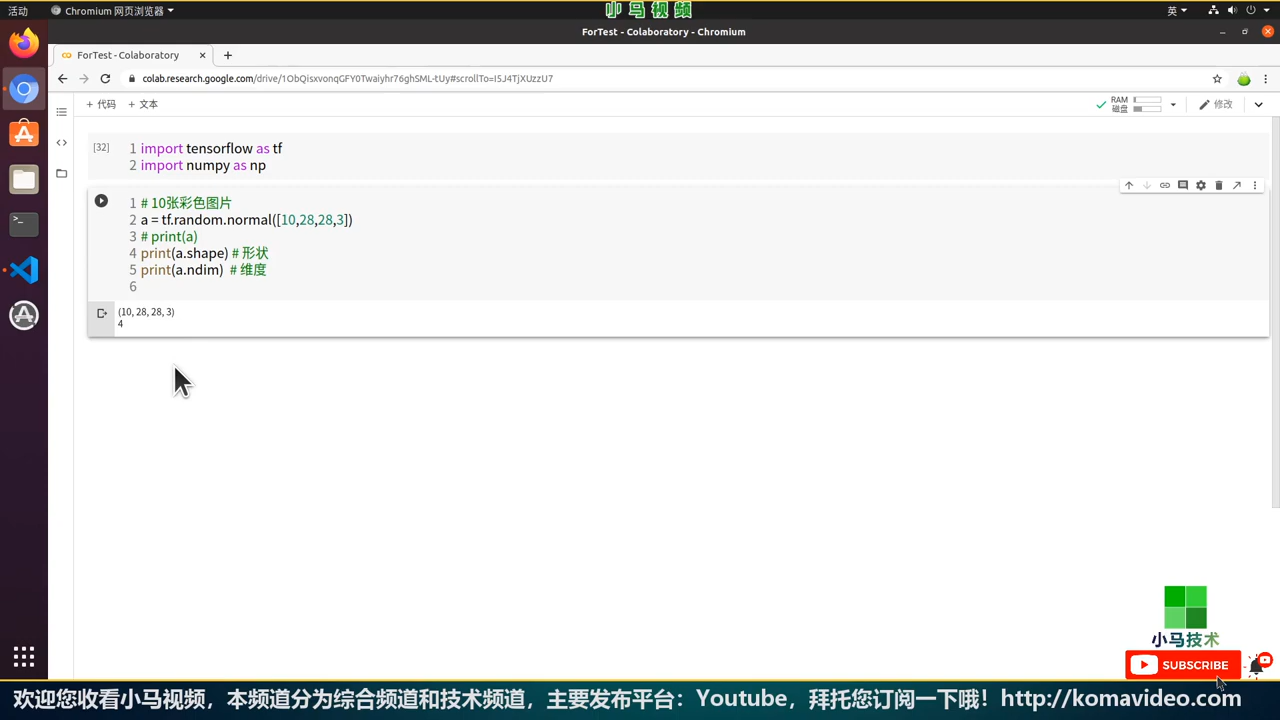 活动
Chromium 网页浏览器
小马视频
英
ForTest - Colaboratory - Chromium
ForTest - Colaboratory
colab.research.google.com/drive/1ObQisxvonqGFY0Twaiyhr76ghSML-tUy#scrollTo=I5J4TjXUzzU7
+ 代码 + 文本
RAM
磁盘
修改
[32]
1 import tensorflow as tf
2 import numpy as np
1 # 10张彩色图片
2 a = tf.random.normal([10,28,28,3])
3 # print(a)
4 print(a.shape) # 形状
5 print(a.ndim)  # 维度
6
(10, 28, 28, 3)
4
小马技术
SUBSCRIBE
欢迎您收看小马视频，本频道分为综合频道和技术频道，主要发布平台：Youtube，拜托您订阅一下哦！http://komavideo.com